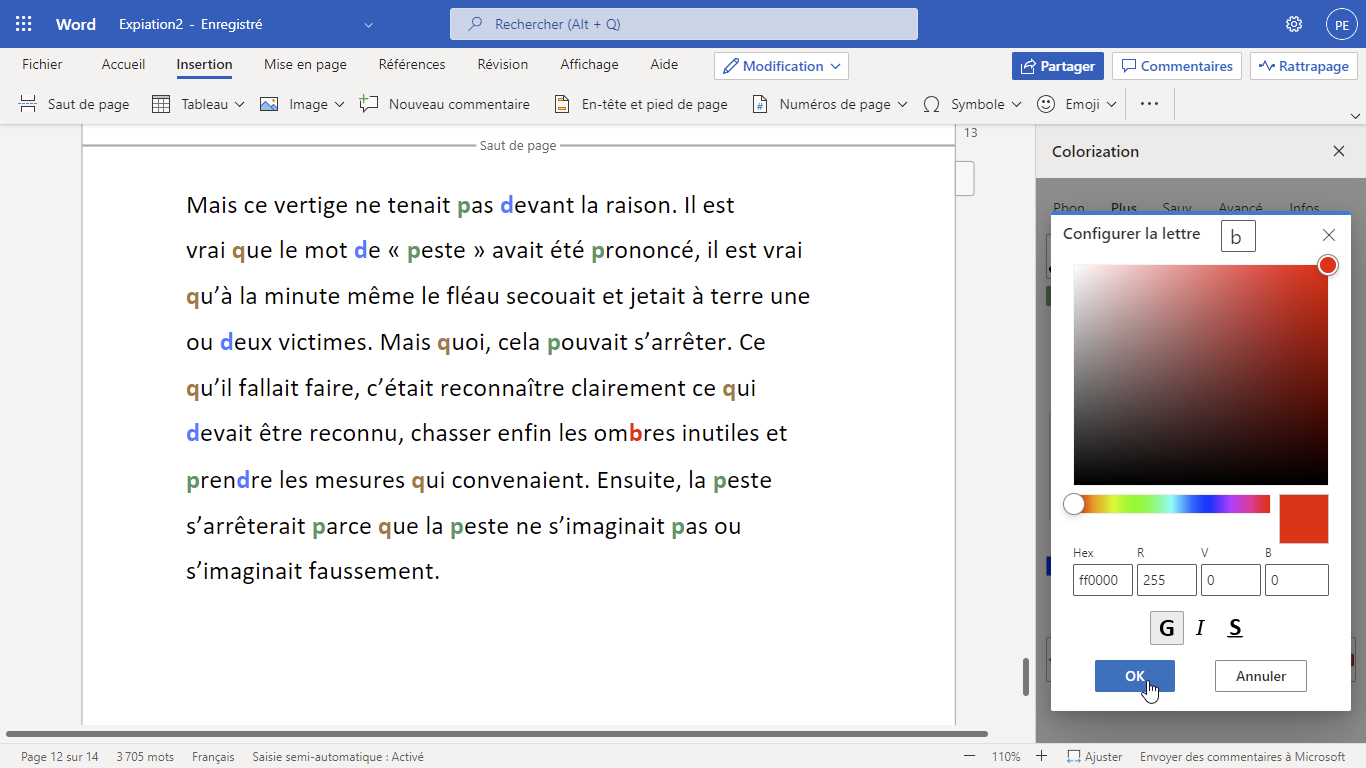 Word
Expiation2 - Enregistré
Rechercher (Alt + Q)
PE
Fichier
Accueil
Insertion
Mise en page
Références
Révision
Affichage
Aide
Modification
Partager
Commentaires
Rattrapage
Saut de page
Tableau
Image
Nouveau commentaire
En-tête et pied de page
Numéros de page
Symbole
Emoji
13
Saut de page
Mais ce vertige ne tenait pas devant la raison. Il est
vrai que le mot de « peste » avait été prononcé, il est vrai
qu’à la minute même le fléau secouait et jetait à terre une
ou deux victimes. Mais quoi, cela pouvait s’arrêter. Ce
qu’il fallait faire, c’était reconnaître clairement ce qui
devait être reconnu, chasser enfin les ombres inutiles et
prendre les mesures qui convenaient. Ensuite, la peste
s’arrêterait parce que la peste ne s’imaginait pas ou
s’imaginait faussement.
Colorisation
Phon
Plus
Sauv
Avancé
Infos
Configurer la lettre
b
Hex
R
V
B
ff0000
255
0
0
G
I
S
OK
Annuler
Page 12 sur 14
3 705 mots
Français
Saisie semi-automatique : Activé
110%
Ajuster
Envoyer des commentaires à Microsoft